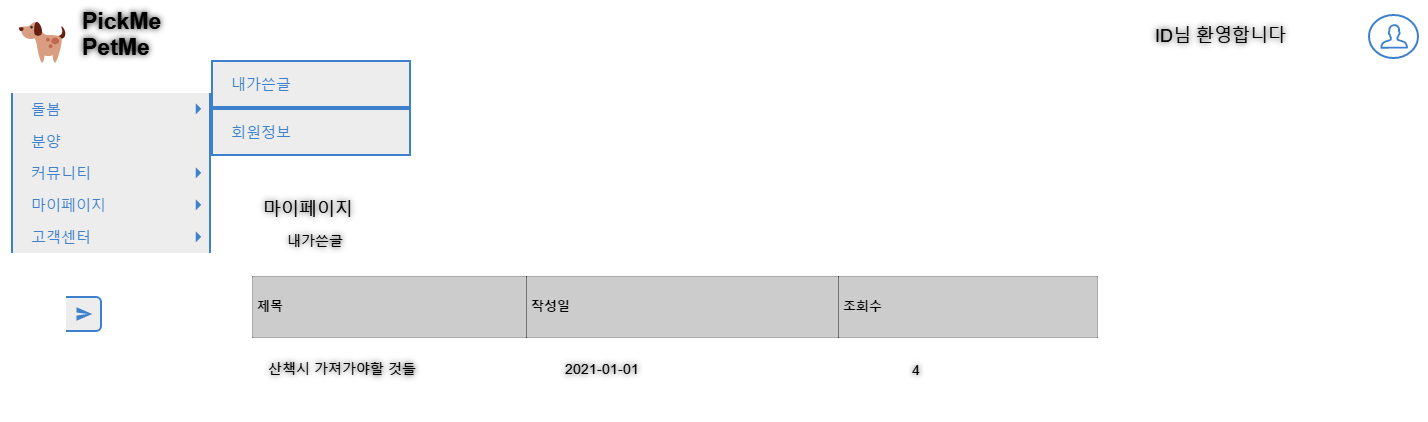 PickMe
PetMe
ID님 환영합니다
내가쓴글
회원정보
돌봄
분양
커뮤니티
마이페이지
고객센터
마이페이지
내가쓴글
제목 작성일 조회수
산책시 가져가야할 것들 2021-01-01 4